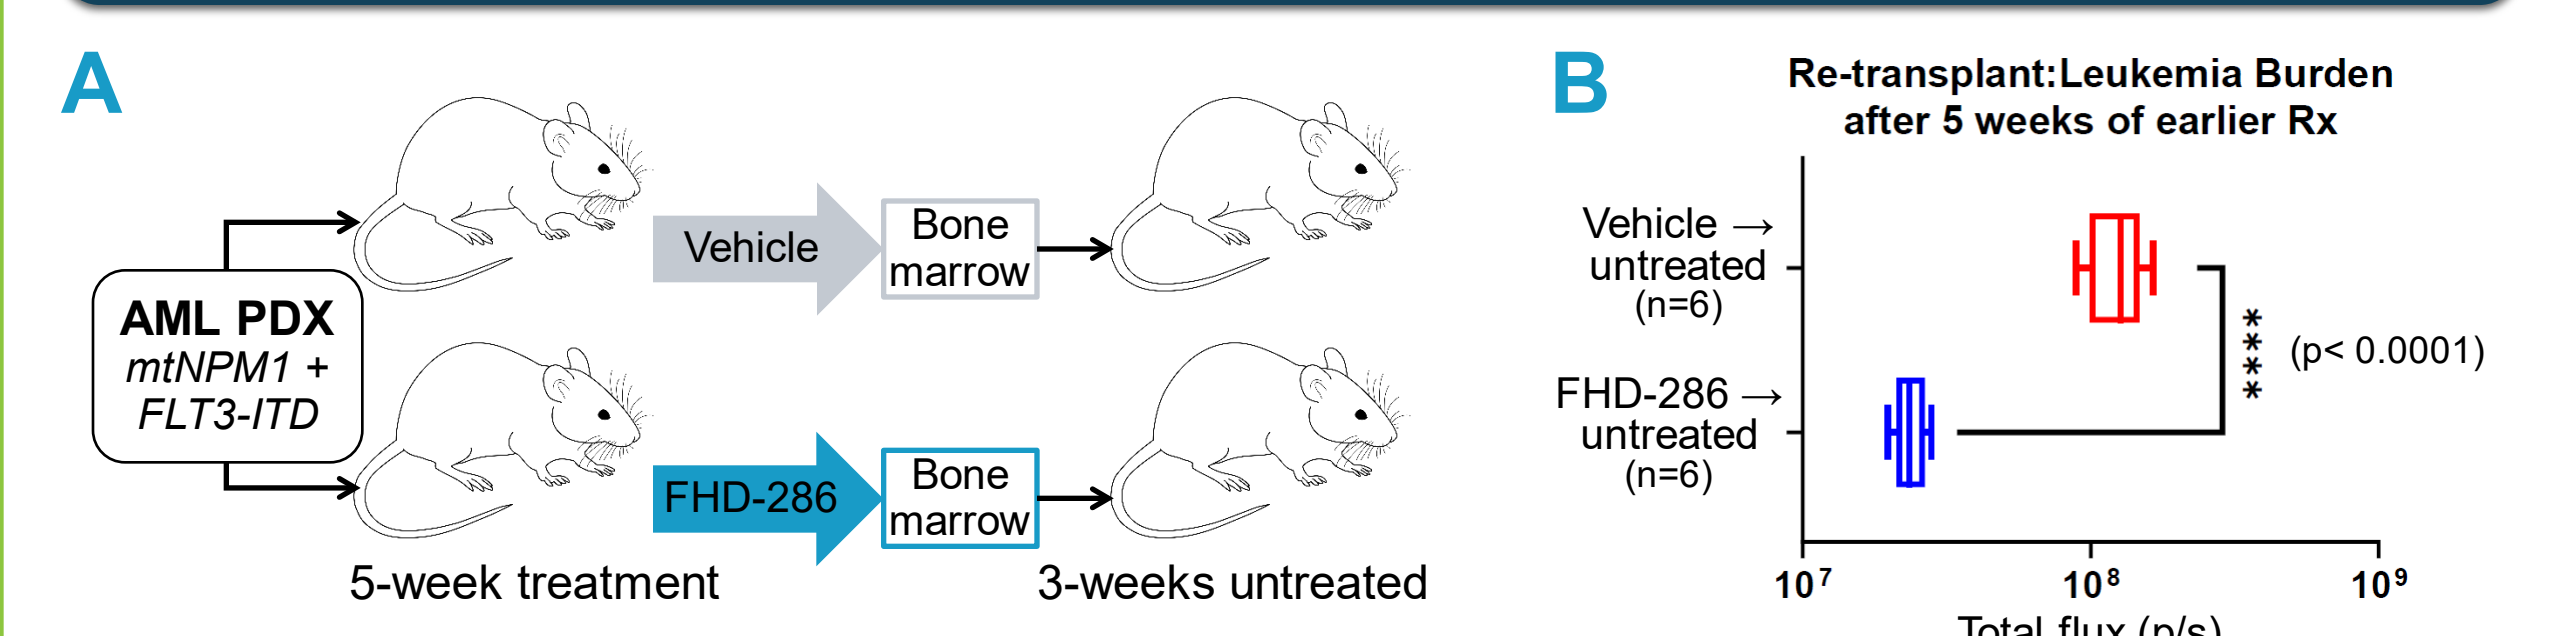 A
AML PDX
mtNPM1 +
FLT3-ITD
Vehicle
Bone
marrow
FHD-286
Bone
marrow
5-week treatment
3-weeks untreated
B
Re-transplant:Leukemia Burden
after 5 weeks of earlier Rx
Vehicle →
untreated
(n=6)
FHD-286 →
untreated
(n=6)
**** (p< 0.0001)
10⁷ 10⁸ 10⁹
Total flux (p/s)